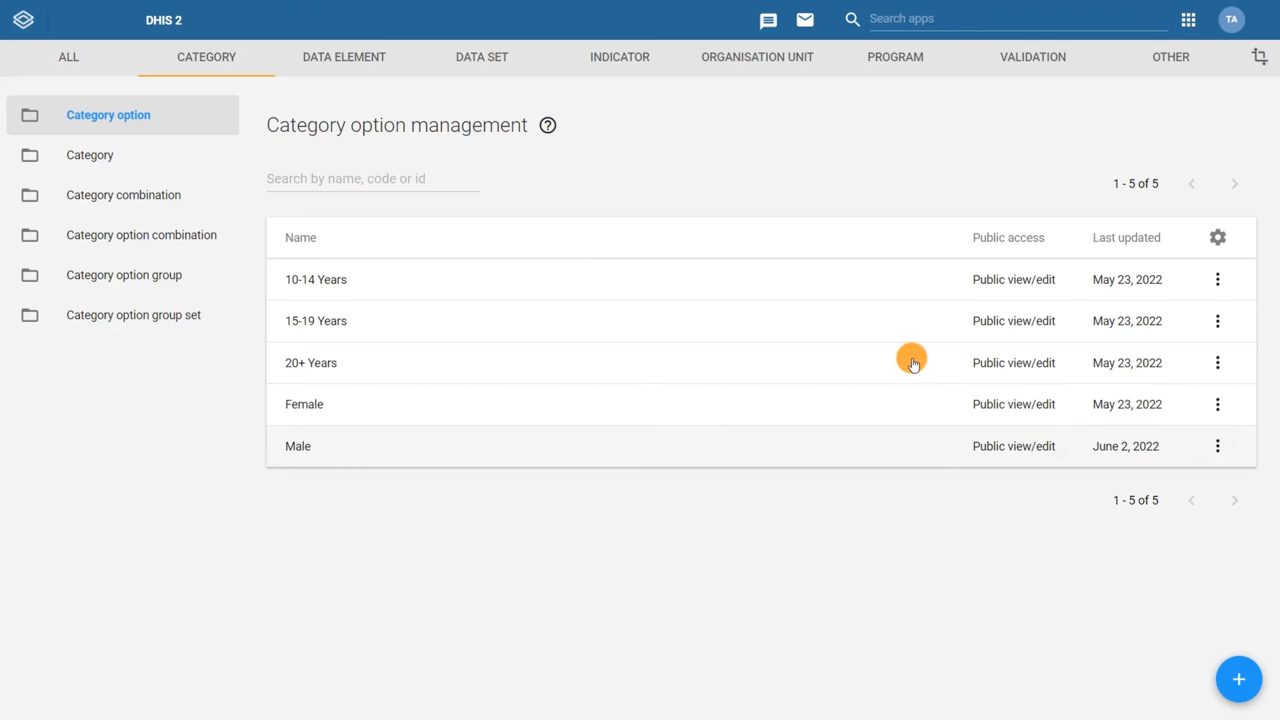 DHIS 2
Search apps
TA
ALL
CATEGORY
DATA ELEMENT
DATA SET
INDICATOR
ORGANISATION UNIT
PROGRAM
VALIDATION
OTHER
Category option
Category
Category combination
Category option combination
Category option group
Category option group set
Category option management
Search by name, code or id
1 - 5 of 5
Name Public access Last updated
10-14 Years Public view/edit May 23, 2022
15-19 Years Public view/edit May 23, 2022
20+ Years Public view/edit May 23, 2022
Female Public view/edit May 23, 2022
Male Public view/edit June 2, 2022
1 - 5 of 5